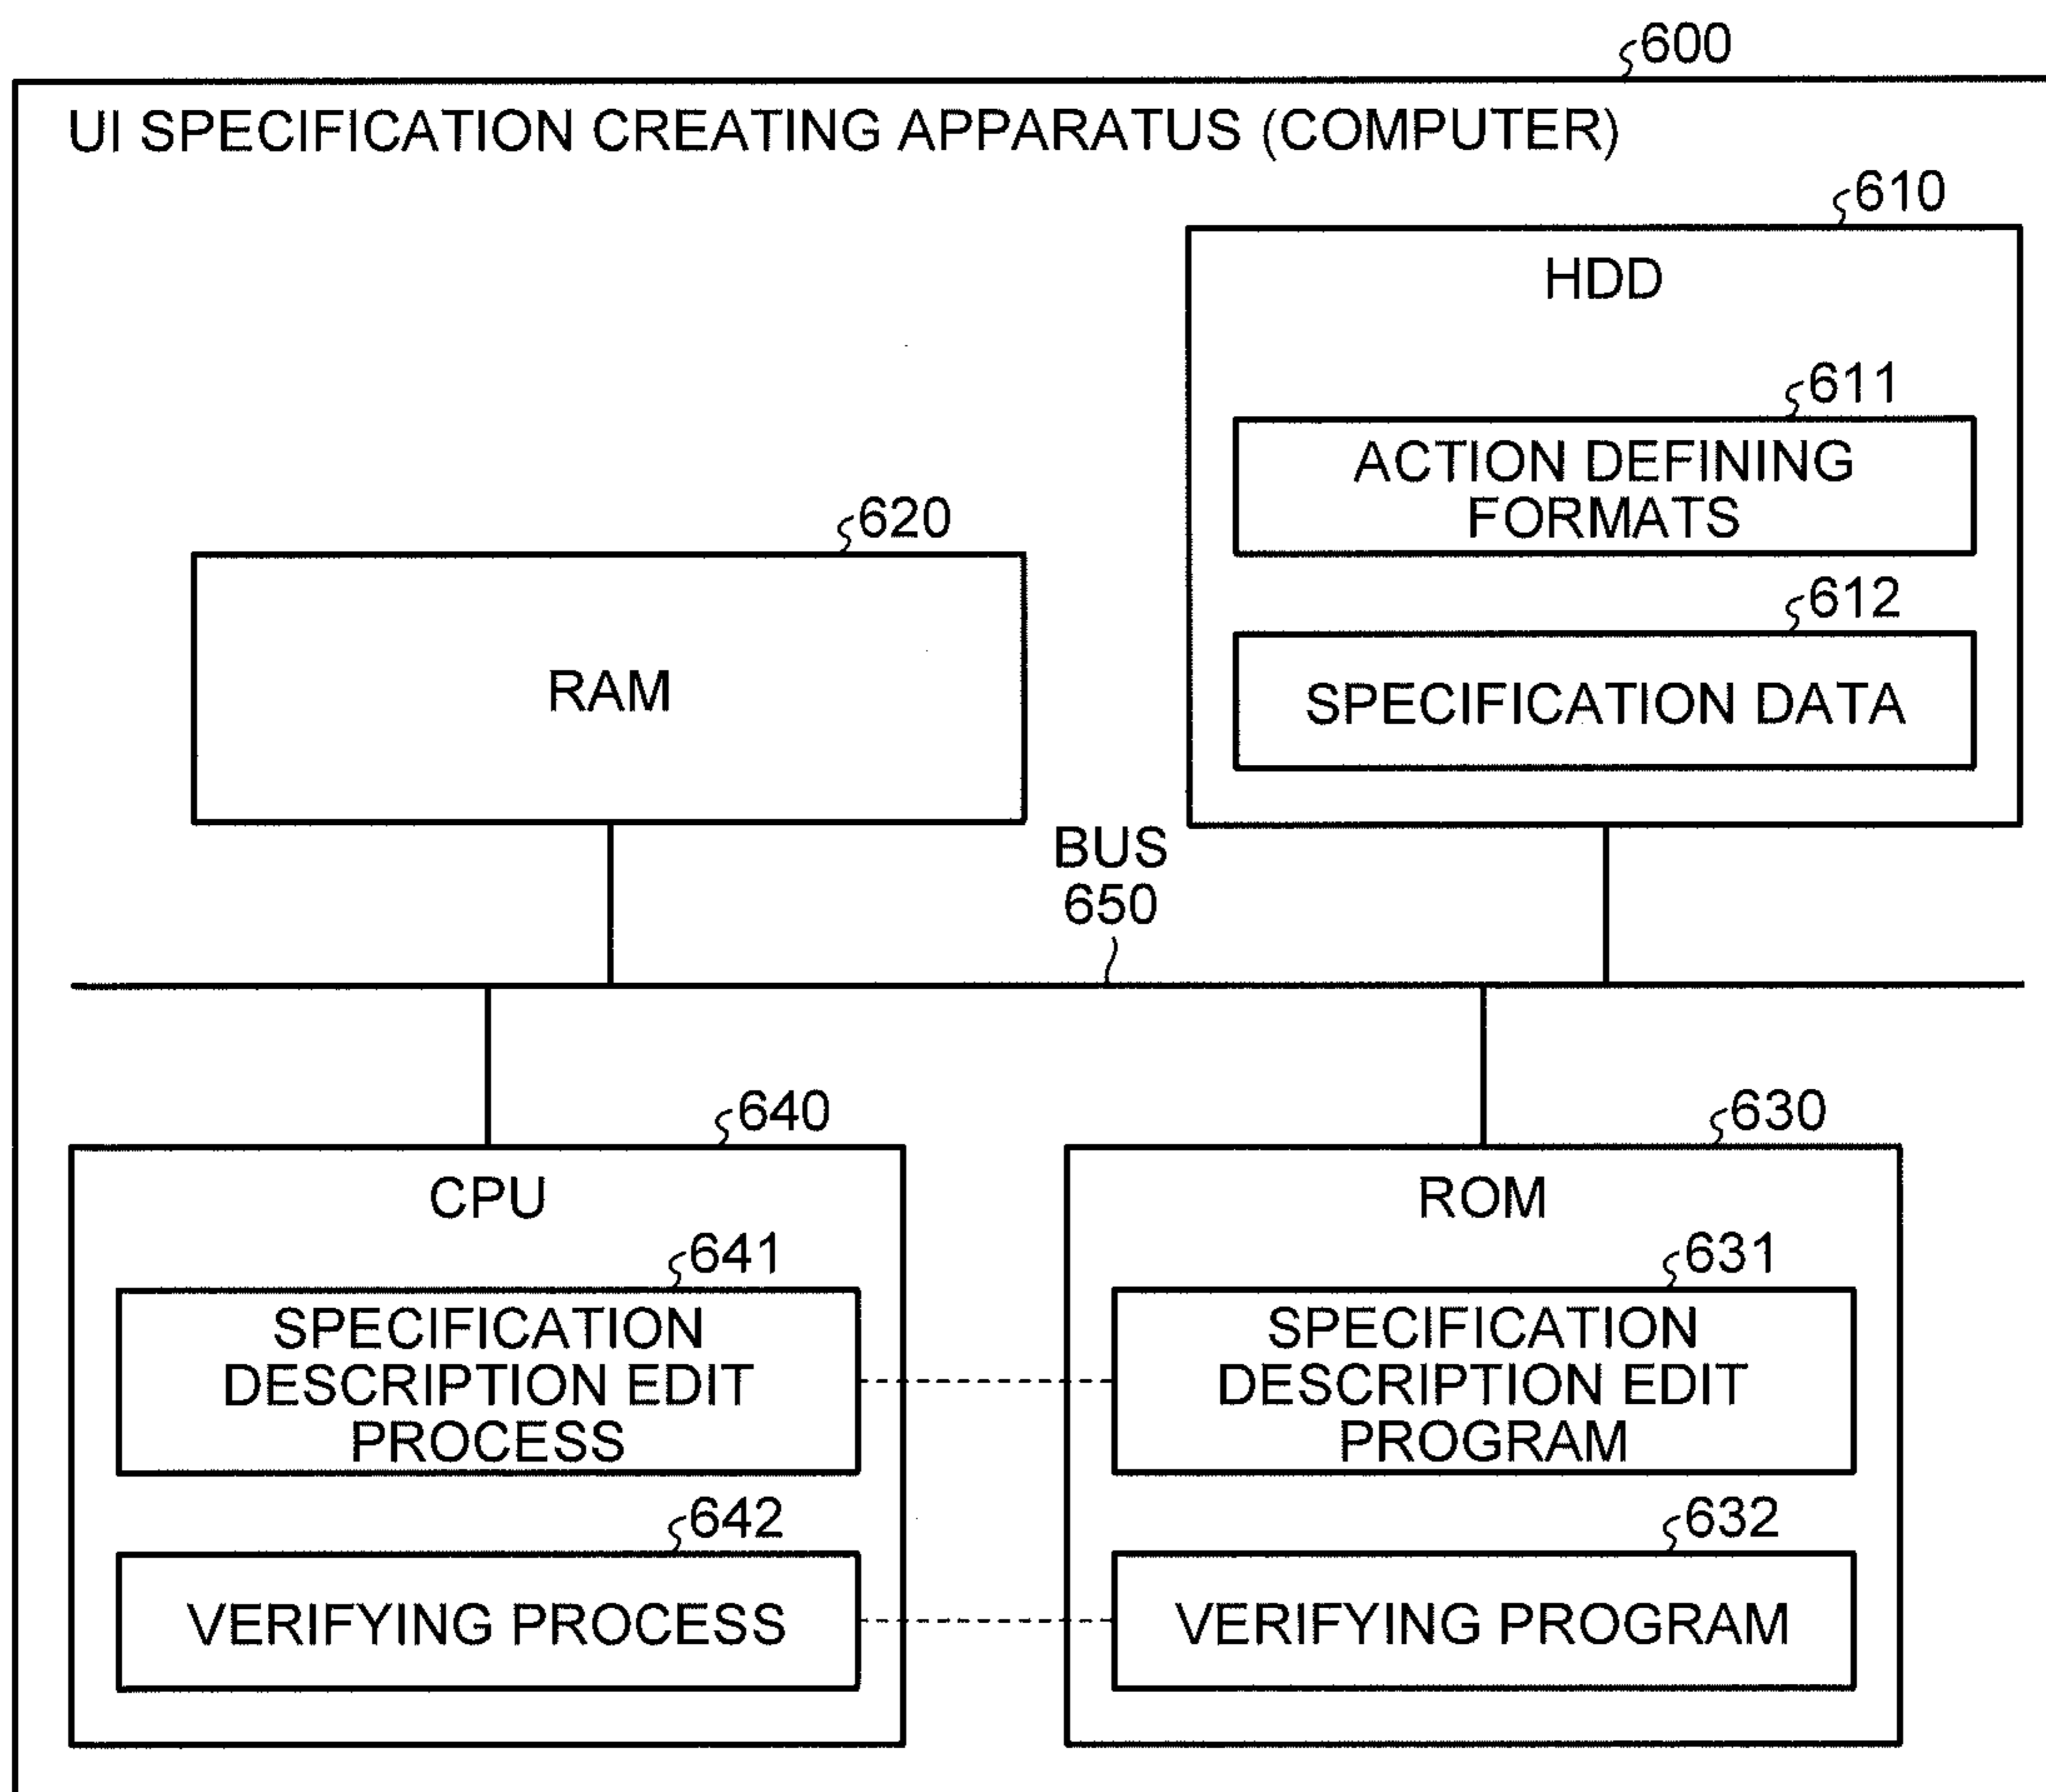 600
UI SPECIFICATION CREATING APPARATUS (COMPUTER)
610
HDD
611
ACTION DEFINING
FORMATS
612
SPECIFICATION DATA
620
RAM
BUS
650
640
CPU
641
SPECIFICATION
DESCRIPTION EDIT
PROCESS
642
VERIFYING PROCESS
630
ROM
631
SPECIFICATION
DESCRIPTION EDIT
PROGRAM
632
VERIFYING PROGRAM